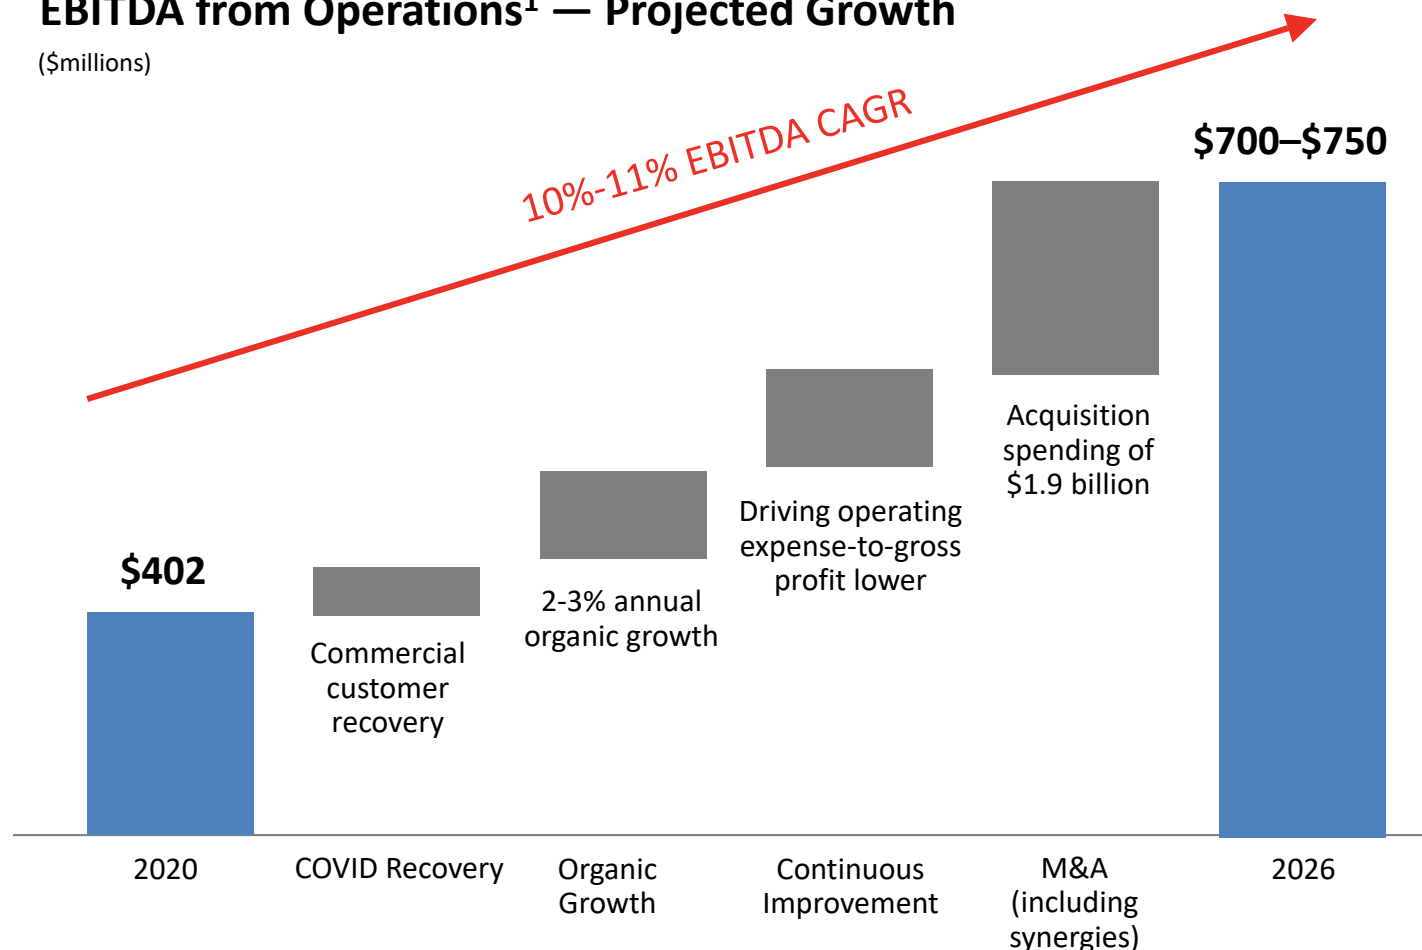 EBITDA from Operations¹ — Projected Growth
($millions)
10%-11% EBITDA CAGR
$700–$750
Acquisition
spending of
$1.9 billion
Driving operating
expense-to-gross
profit lower
$402
2-3% annual
organic growth
Commercial
customer
recovery
2020
COVID Recovery
Organic
Growth
Continuous
Improvement
M&A
(including
synergies)
2026